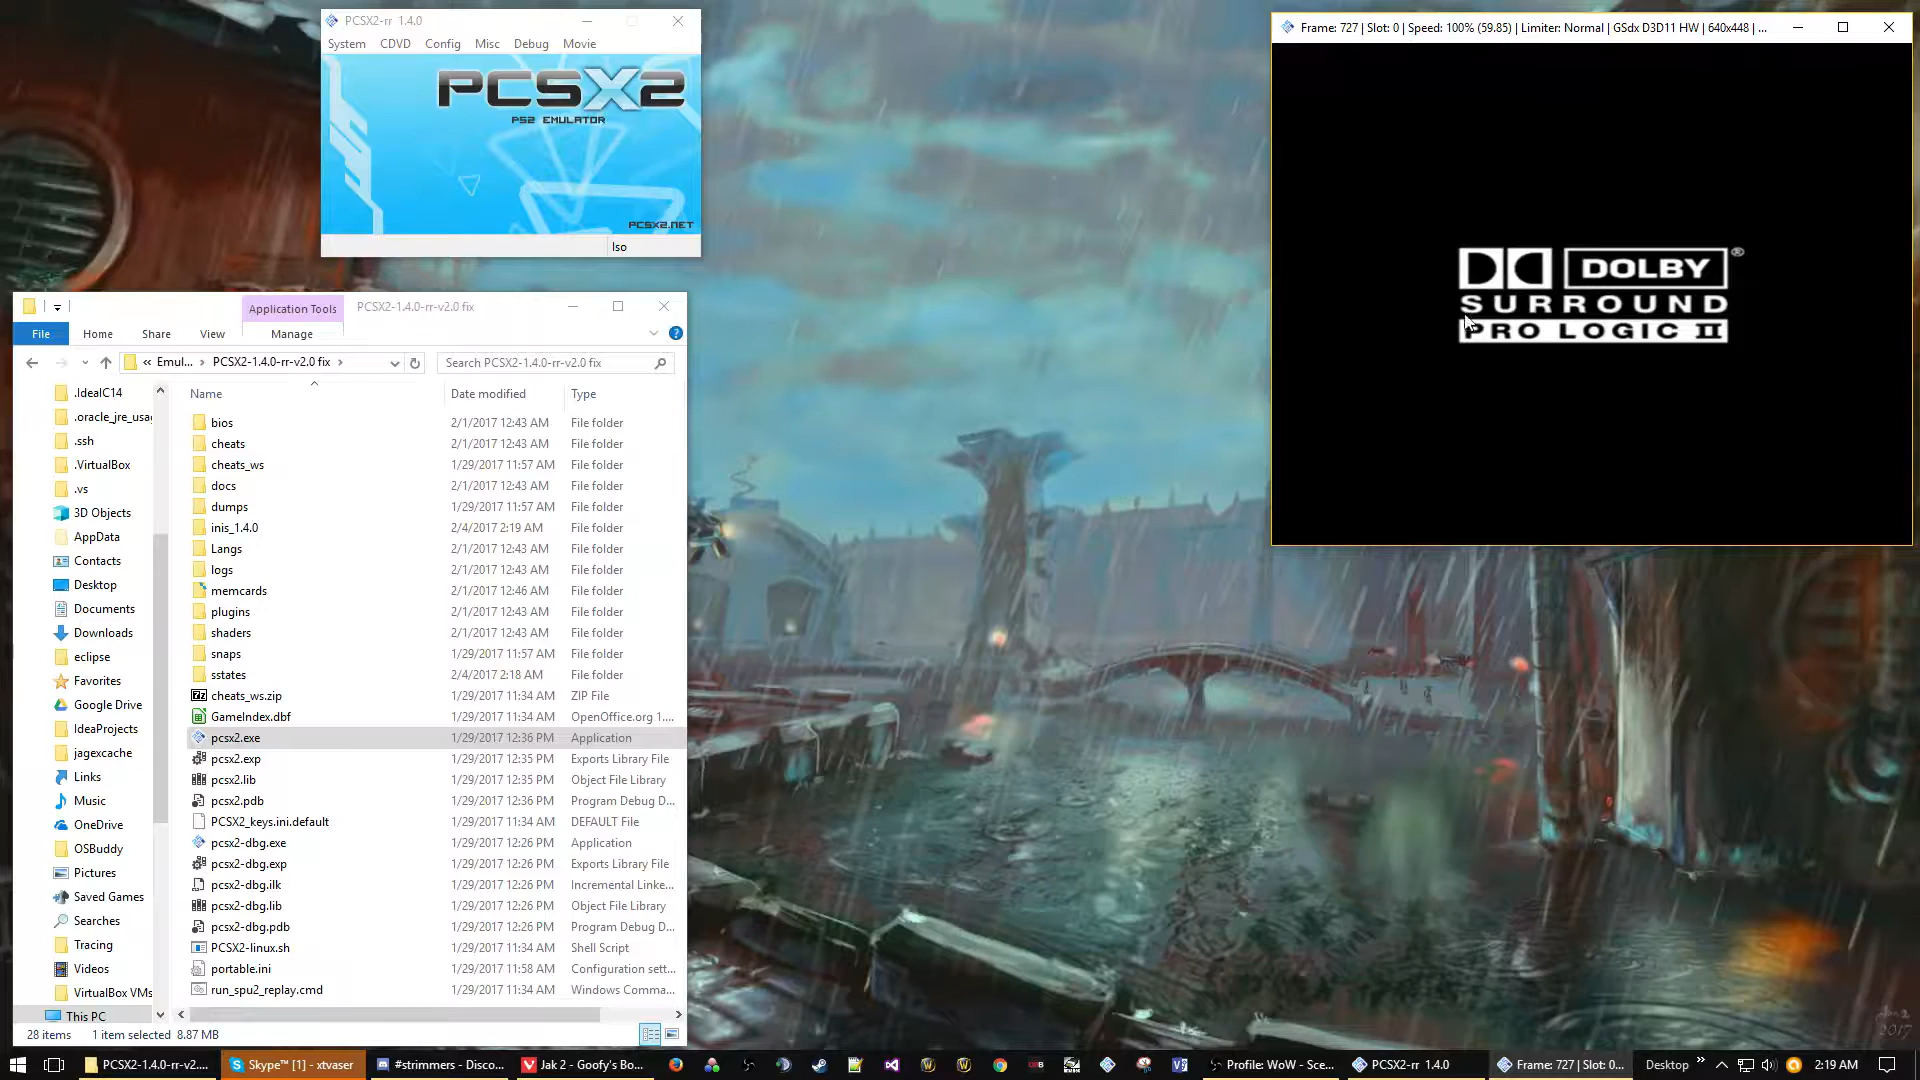 PCSX2-rr 1.4.0
System CDVD Config Misc Debug Movie
PCSX2
PS2 EMULATOR
PCSX2.NET
Iso
Frame: 727 | Slot: 0 | Speed: 100% (59.85) | Limiter: Normal | GSdx D3D11 HW | 640x448 | ...
DOLBY ®
SURROUND
PRO LOGIC II
Application Tools PCSX2-1.4.0-rr-v2.0 fix
File Home Share View Manage
« Emul... › PCSX2-1.4.0-rr-v2.0 fix › Search PCSX2-1.4.0-rr-v2.0 fix
.IdeaIC14
.oracle_jre_usa
.ssh
.VirtualBox
.vs
3D Objects
AppData
Contacts
Desktop
Documents
Downloads
eclipse
Favorites
Google Drive
IdeaProjects
jagexcache
Links
Music
OneDrive
OSBuddy
Pictures
Saved Games
Searches
Tracing
Videos
VirtualBox VMs
This PC
Name Date modified Type
bios 2/1/2017 12:43 AM File folder
cheats 2/1/2017 12:43 AM File folder
cheats_ws 1/29/2017 11:57 AM File folder
docs 2/1/2017 12:43 AM File folder
dumps 1/29/2017 11:57 AM File folder
inis_1.4.0 2/4/2017 2:19 AM File folder
Langs 2/1/2017 12:43 AM File folder
logs 2/1/2017 12:43 AM File folder
memcards 2/1/2017 12:46 AM File folder
plugins 2/1/2017 12:43 AM File folder
shaders 2/1/2017 12:43 AM File folder
snaps 1/29/2017 11:57 AM File folder
sstates 2/4/2017 2:18 AM File folder
cheats_ws.zip 1/29/2017 11:34 AM ZIP File
GameIndex.dbf 1/29/2017 11:34 AM OpenOffice.org 1....
pcsx2.exe 1/29/2017 12:36 PM Application
pcsx2.exp 1/29/2017 12:35 PM Exports Library File
pcsx2.lib 1/29/2017 12:35 PM Object File Library
pcsx2.pdb 1/29/2017 12:36 PM Program Debug D...
PCSX2_keys.ini.default 1/29/2017 11:34 AM DEFAULT File
pcsx2-dbg.exe 1/29/2017 12:26 PM Application
pcsx2-dbg.exp 1/29/2017 12:26 PM Exports Library File
pcsx2-dbg.ilk 1/29/2017 12:26 PM Incremental Linke...
pcsx2-dbg.lib 1/29/2017 12:26 PM Object File Library
pcsx2-dbg.pdb 1/29/2017 12:26 PM Program Debug D...
PCSX2-linux.sh 1/29/2017 11:34 AM Shell Script
portable.ini 1/29/2017 11:58 AM Configuration sett...
run_spu2_replay.cmd 1/29/2017 11:34 AM Windows Comma...
28 items 1 item selected 8.87 MB
2017
PCSX2-1.4.0-rr-v2.... Skype™ [1] - xtvaser #strimmers - Disco... Jak 2 - Goofy's Bo... Profile: WoW - Sce... PCSX2-rr 1.4.0 Frame: 727 | Slot: 0... Desktop » 2:19 AM